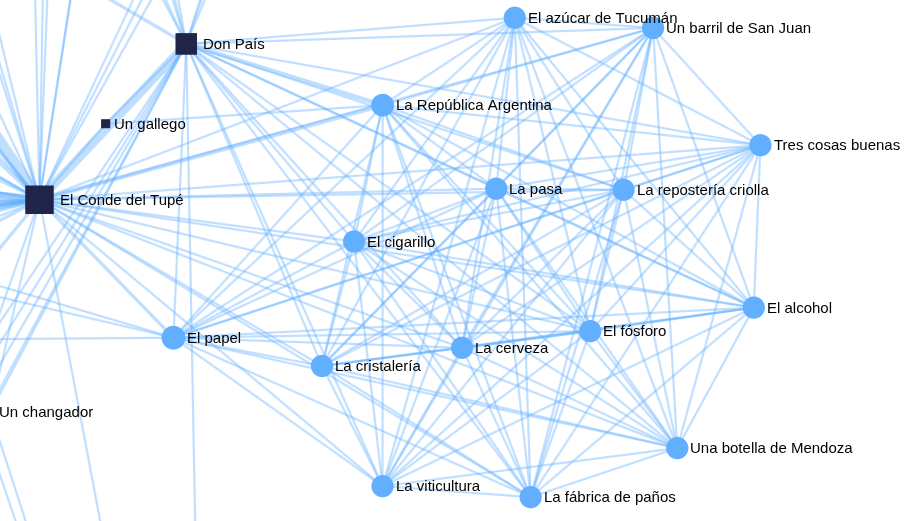 El azúcar de Tucumán
Un barril de San Juan
Don País
La República Argentina
Un gallego
Tres cosas buenas
La pasa
La repostería criolla
El Conde del Tupé
El cigarillo
El alcohol
El fósforo
El papel
La cerveza
La cristalería
Un changador
Una botella de Mendoza
La viticultura
La fábrica de paños